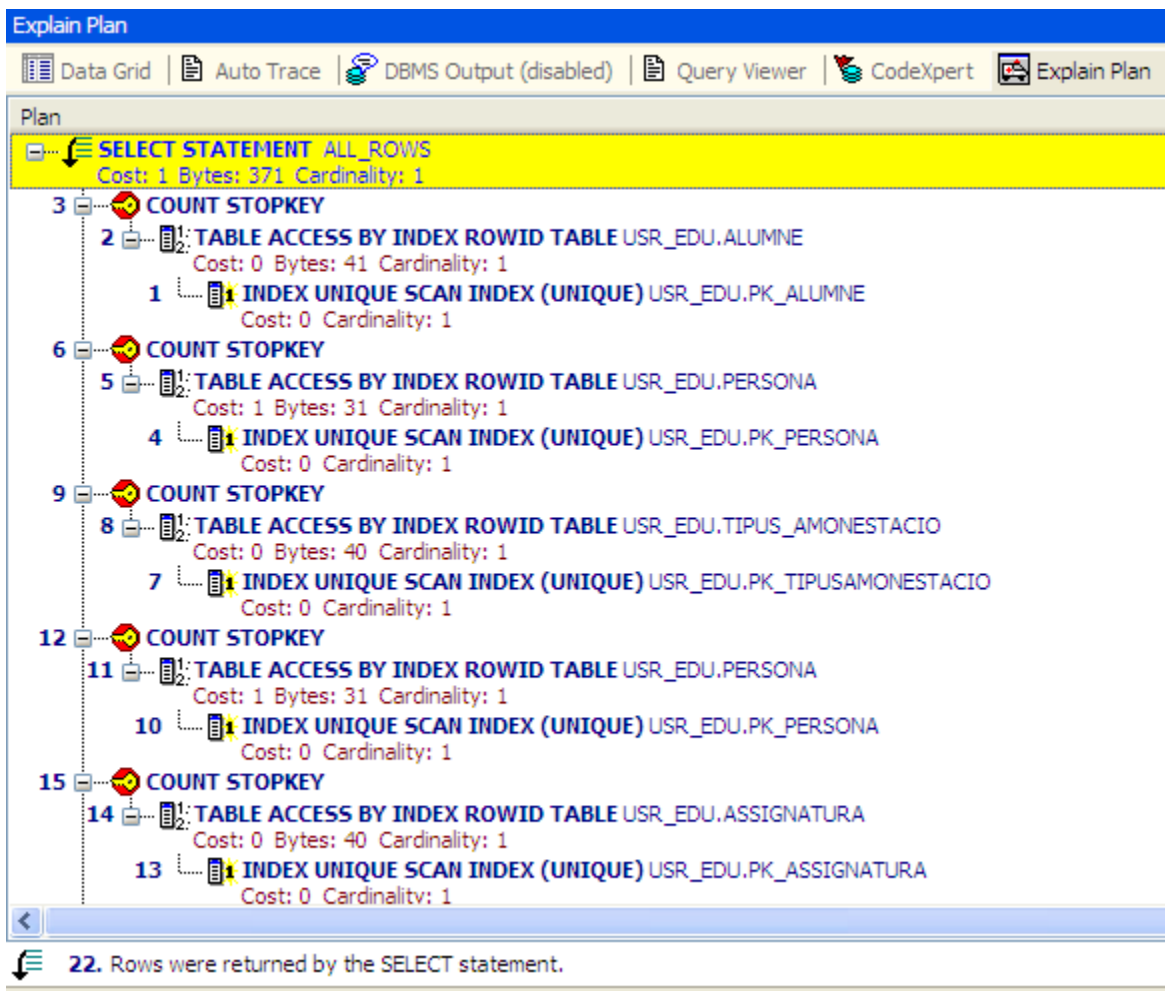 Explain Plan
Data Grid Auto Trace DBMS Output (disabled) Query Viewer CodeXpert Explain Plan
Plan
SELECT STATEMENT ALL_ROWS
Cost: 1 Bytes: 371 Cardinality: 1
3 COUNT STOPKEY
2 TABLE ACCESS BY INDEX ROWID TABLE USR_EDU.ALUMNE
Cost: 0 Bytes: 41 Cardinality: 1
1 INDEX UNIQUE SCAN INDEX (UNIQUE) USR_EDU.PK_ALUMNE
Cost: 0 Cardinality: 1
6 COUNT STOPKEY
5 TABLE ACCESS BY INDEX ROWID TABLE USR_EDU.PERSONA
Cost: 1 Bytes: 31 Cardinality: 1
4 INDEX UNIQUE SCAN INDEX (UNIQUE) USR_EDU.PK_PERSONA
Cost: 0 Cardinality: 1
9 COUNT STOPKEY
8 TABLE ACCESS BY INDEX ROWID TABLE USR_EDU.TIPUS_AMONESTACIO
Cost: 0 Bytes: 40 Cardinality: 1
7 INDEX UNIQUE SCAN INDEX (UNIQUE) USR_EDU.PK_TIPUSAMONESTACIO
Cost: 0 Cardinality: 1
12 COUNT STOPKEY
11 TABLE ACCESS BY INDEX ROWID TABLE USR_EDU.PERSONA
Cost: 1 Bytes: 31 Cardinality: 1
10 INDEX UNIQUE SCAN INDEX (UNIQUE) USR_EDU.PK_PERSONA
Cost: 0 Cardinality: 1
15 COUNT STOPKEY
14 TABLE ACCESS BY INDEX ROWID TABLE USR_EDU.ASSIGNATURA
Cost: 0 Bytes: 40 Cardinality: 1
13 INDEX UNIQUE SCAN INDEX (UNIQUE) USR_EDU.PK_ASSIGNATURA
Cost: 0 Cardinality: 1
22. Rows were returned by the SELECT statement.